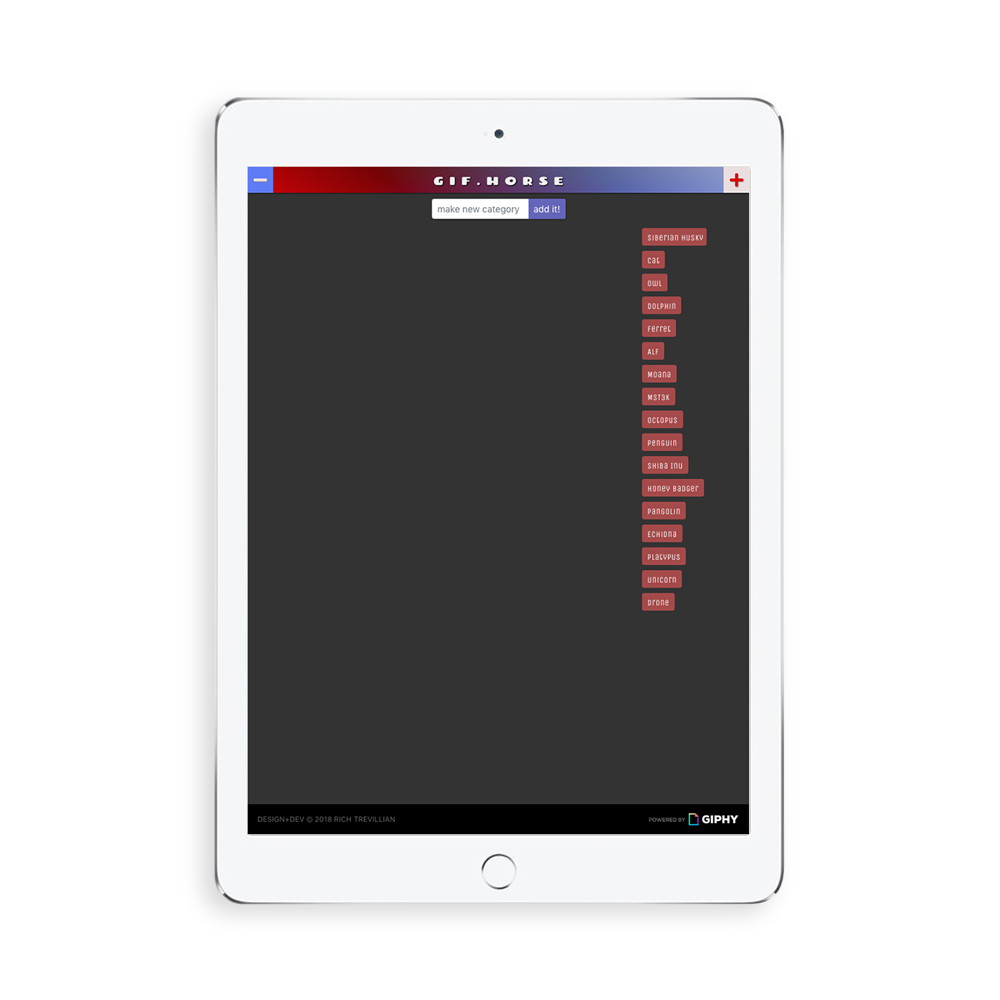 GIF.HORSE
make new category add it!
Siberian Husky
Cat
Owl
Dolphin
Ferret
ALF
Moana
MST3K
Octopus
Penguin
Shiba Inu
Honey Badger
Pangolin
Echidna
Platypus
Unicorn
Drone
DESIGN+DEV © 2018 RICH TREVILLIAN POWERED BY GIPHY